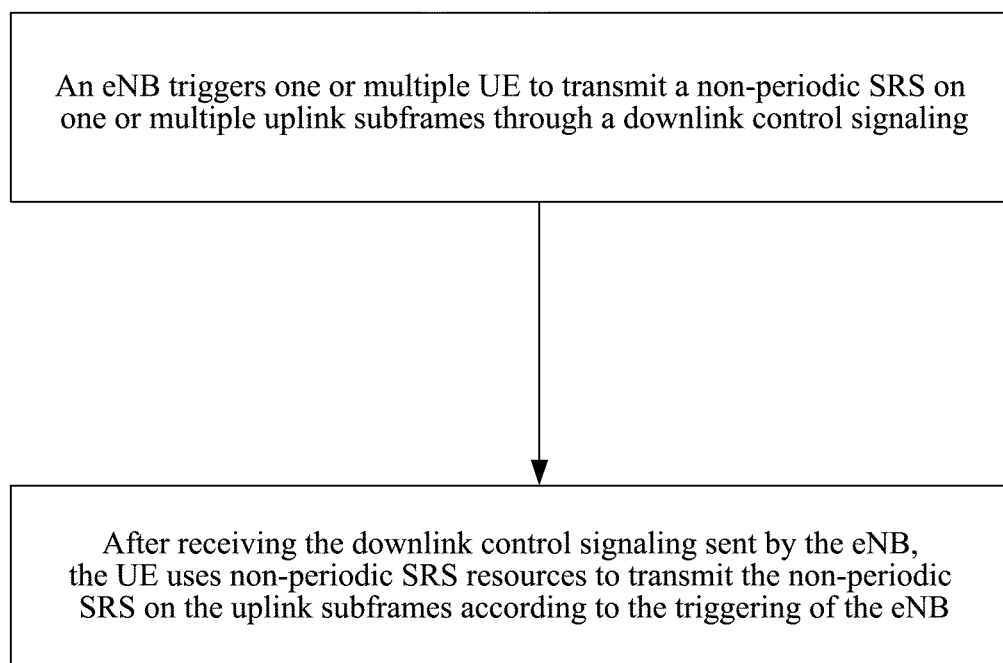 An eNB triggers one or multiple UE to transmit a non-periodic SRS on
one or multiple uplink subframes through a downlink control signaling
After receiving the downlink control signaling sent by the eNB,
the UE uses non-periodic SRS resources to transmit the non-periodic
SRS on the uplink subframes according to the triggering of the eNB